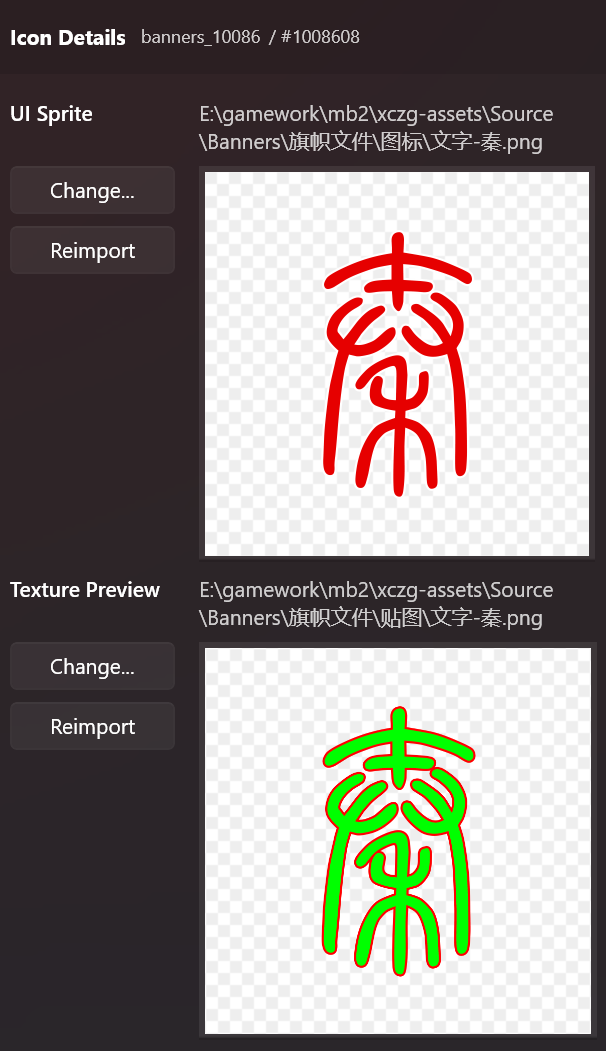 Icon Details banners_10086 / #1008608
UI Sprite
E:\gamework\mb2\xczg-assets\Source
\Banners\旗帜文件\图标\文字-秦.png
Change...
Reimport
秦
Texture Preview
E:\gamework\mb2\xczg-assets\Source
\Banners\旗帜文件\贴图\文字-秦.png
Change...
Reimport
秦